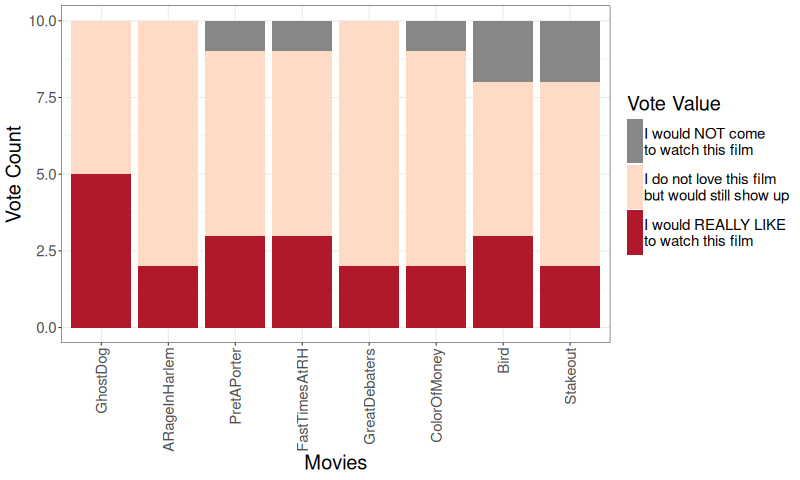 10.0
7.5
5.0
2.5
0.0
Vote Count
GhostDog
ARageInHarlem
PretAPorter
FastTimesAtRH
GreatDebaters
ColorOfMoney
Bird
Stakeout
Movies
Vote Value
I would NOT come
to watch this film
I do not love this film
but would still show up
I would REALLY LIKE
to watch this film